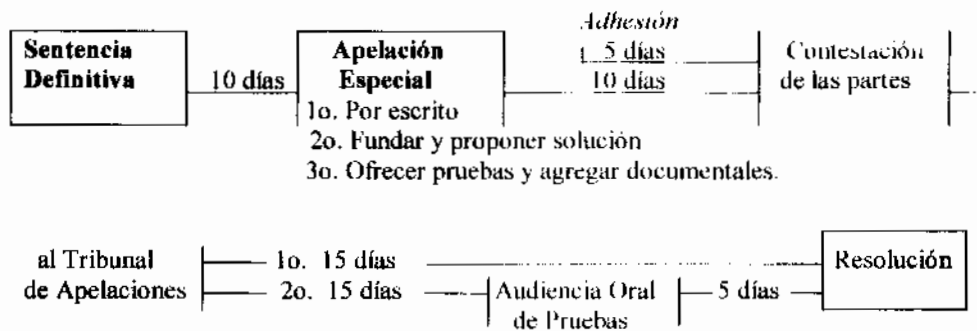 Adhesión
Sentencia Definitiva
10 días
Apelación Especial
5 días
10 días
Contestación de las partes
1o. Por escrito
2o. Fundar y proponer solución
3o. Ofrecer pruebas y agregar documentales.
al Tribunal de Apelaciones
1o. 15 días
2o. 15 días
Audiencia Oral de Pruebas
5 días
Resolución